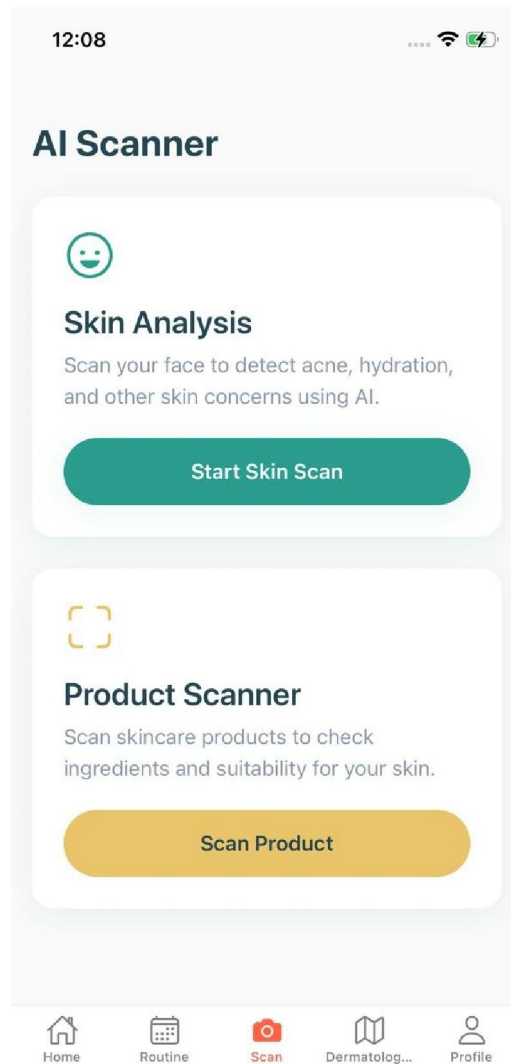 12:08
AI Scanner
Skin Analysis
Scan your face to detect acne, hydration,
and other skin concerns using AI.
Start Skin Scan
Product Scanner
Scan skincare products to check
ingredients and suitability for your skin.
Scan Product
Home Routine Scan Dermatolog... Profile